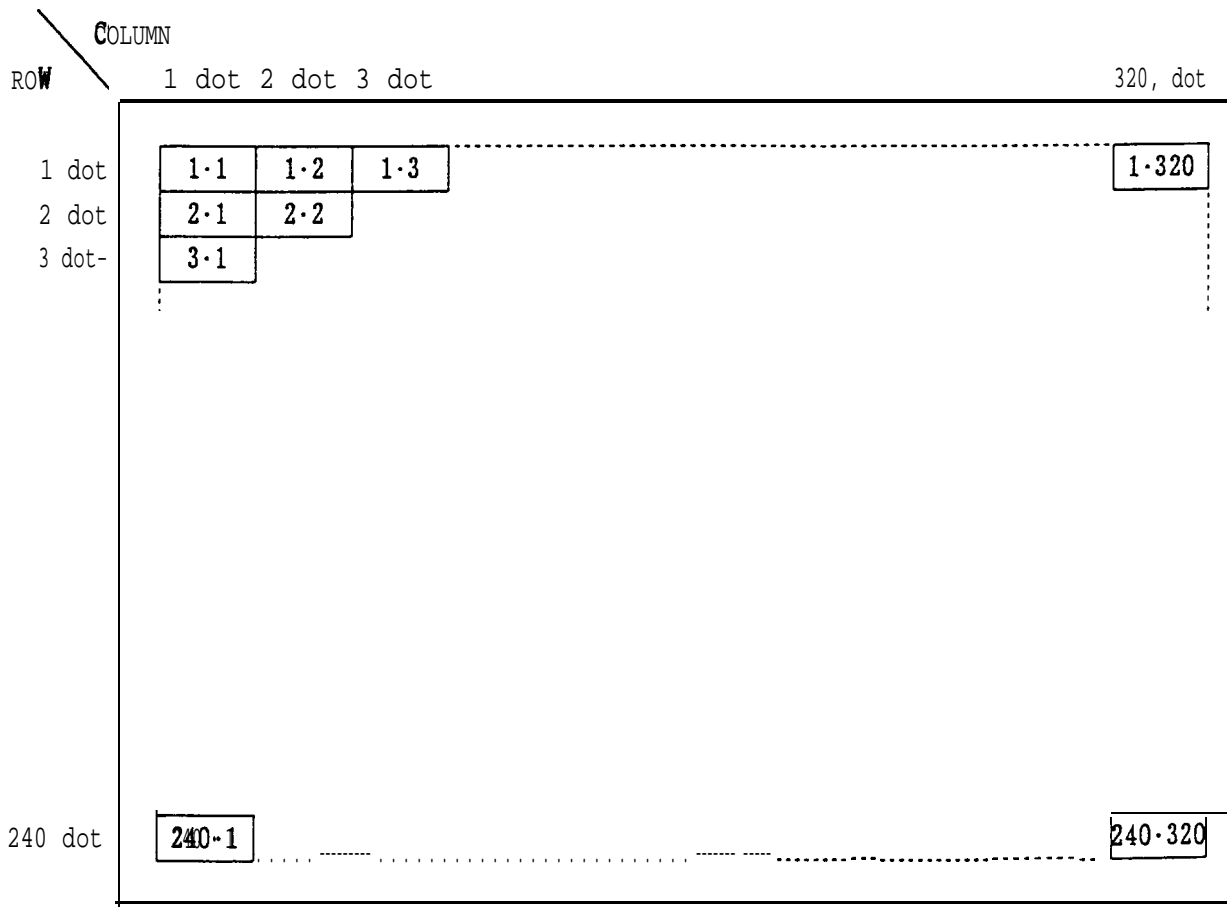 COLUMN
ROW 1 dot 2 dot 3 dot 320, dot
1 dot 1·1 1·2 1·3 1·320
2 dot 2·1 2·2
3 dot- 3·1
240 dot 240·1 240·320